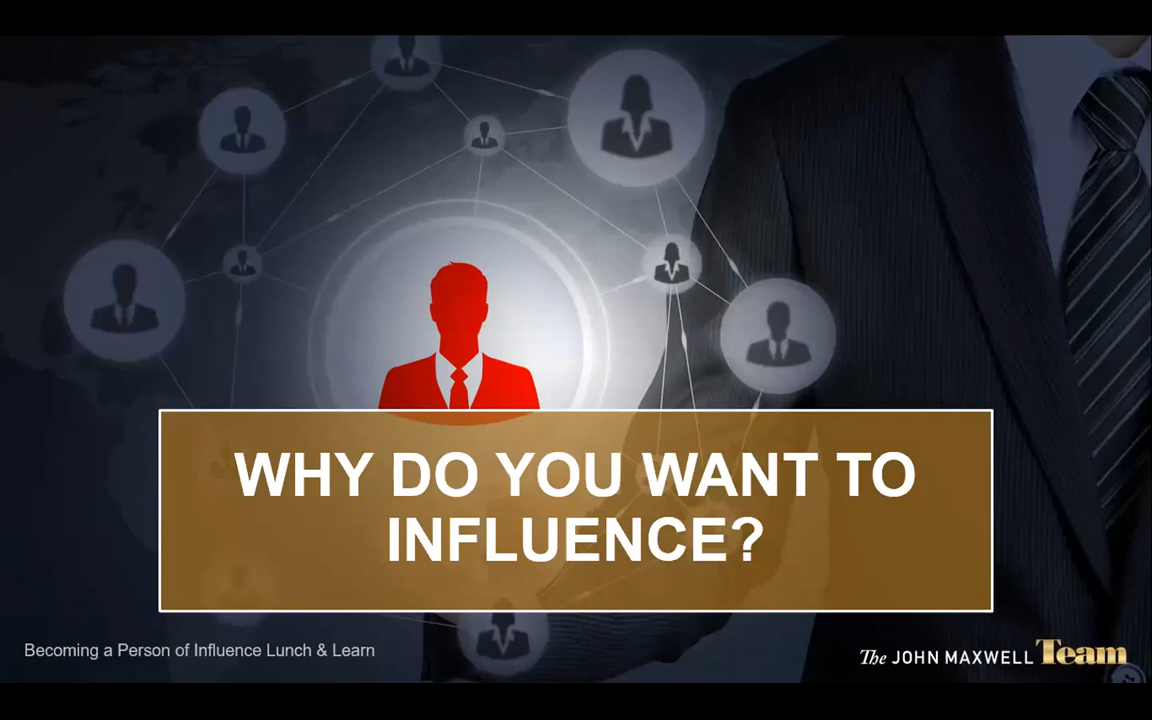 WHY DO YOU WANT TO
INFLUENCE?
Becoming a Person of Influence Lunch & Learn
The JOHN MAXWELL Team